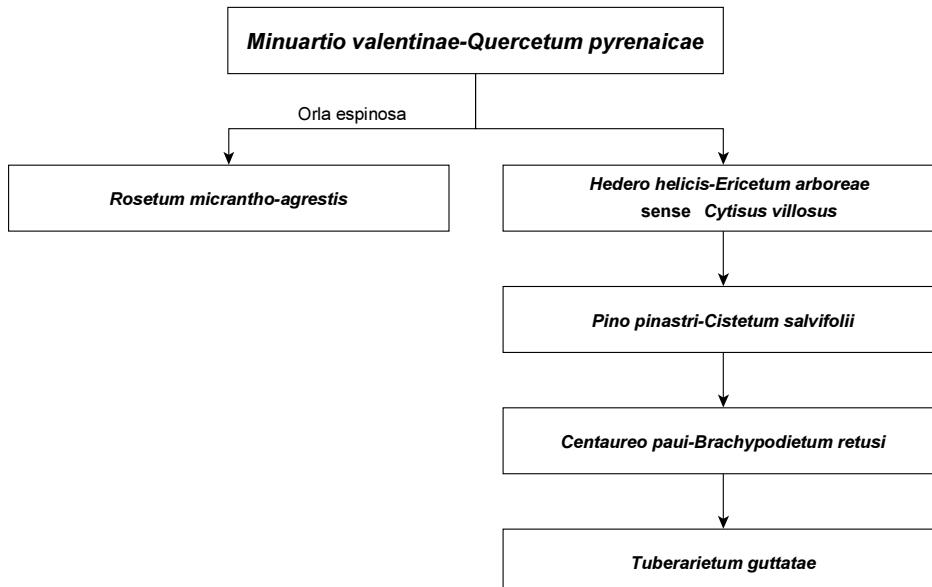 Minuartio valentinae-Quercetum pyrenaicae
Orla espinosa
Rosetum micrantho-agrestis
Hedero helicis-Ericetum arboreae
sense Cytisus villosus
Pino pinastri-Cistetum salvifolii
Centaureo paui-Brachypodietum retusi
Tuberarietum guttatae